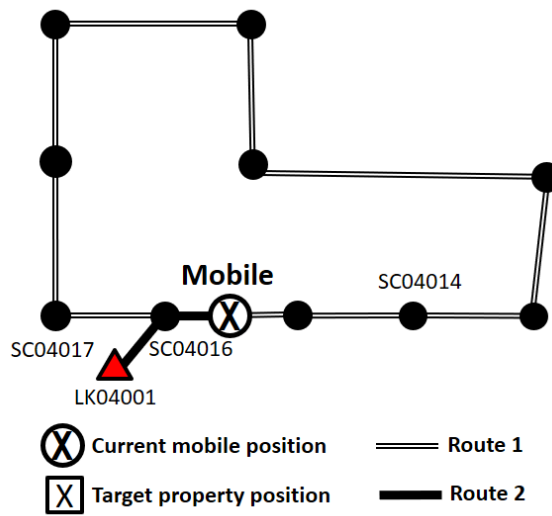 Mobile
X
SC04014
SC04017
SC04016
LK04001
X Current mobile position
Route 1
X Target property position
Route 2